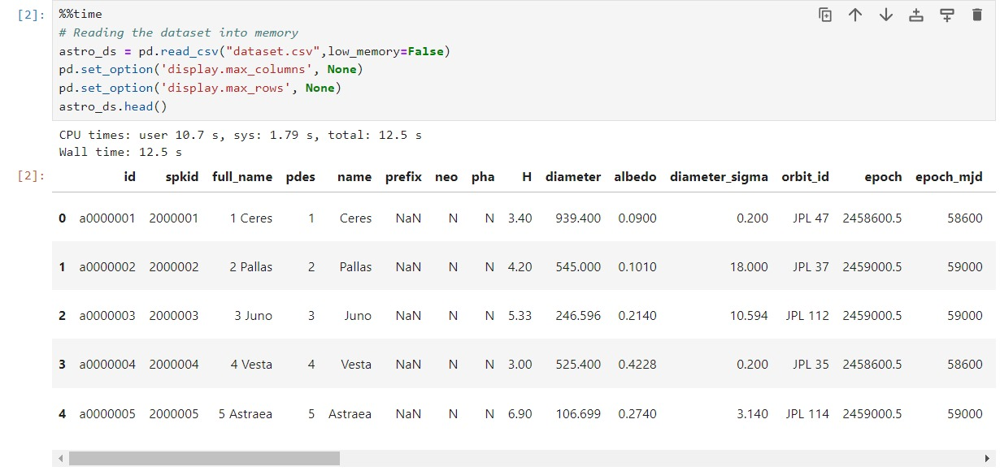 [2]: %%time
# Reading the dataset into memory
astro_ds = pd.read_csv("dataset.csv",low_memory=False)
pd.set_option('display.max_columns', None)
pd.set_option('display.max_rows', None)
astro_ds.head()
CPU times: user 10.7 s, sys: 1.79 s, total: 12.5 s
Wall time: 12.5 s
[2]: id spkid full_name pdes name prefix neo pha H diameter albedo diameter_sigma orbit_id epoch epoch_mjd
0 a0000001 2000001 1 Ceres 1 Ceres NaN N N 3.40 939.400 0.0900 0.200 JPL 47 2458600.5 58600
1 a0000002 2000002 2 Pallas 2 Pallas NaN N N 4.20 545.000 0.1010 18.000 JPL 37 2459000.5 59000
2 a0000003 2000003 3 Juno 3 Juno NaN N N 5.33 246.596 0.2140 10.594 JPL 112 2459000.5 59000
3 a0000004 2000004 4 Vesta 4 Vesta NaN N N 3.00 525.400 0.4228 0.200 JPL 35 2458600.5 58600
4 a0000005 2000005 5 Astraea 5 Astraea NaN N N 6.90 106.699 0.2740 3.140 JPL 114 2459000.5 59000